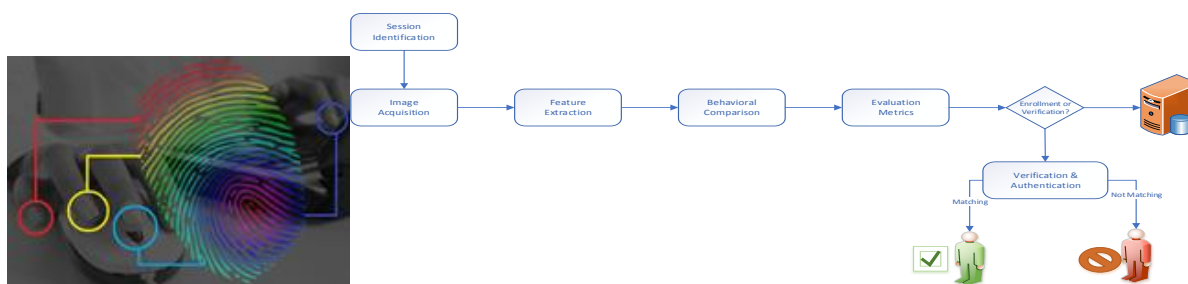 Session
Identification
Image
Acquisition
Feature
Extraction
Behavioral
Comparison
Evaluation
Metrics
Enrollment or
Verification?
Verification &
Authentication
Matching
Not Matching